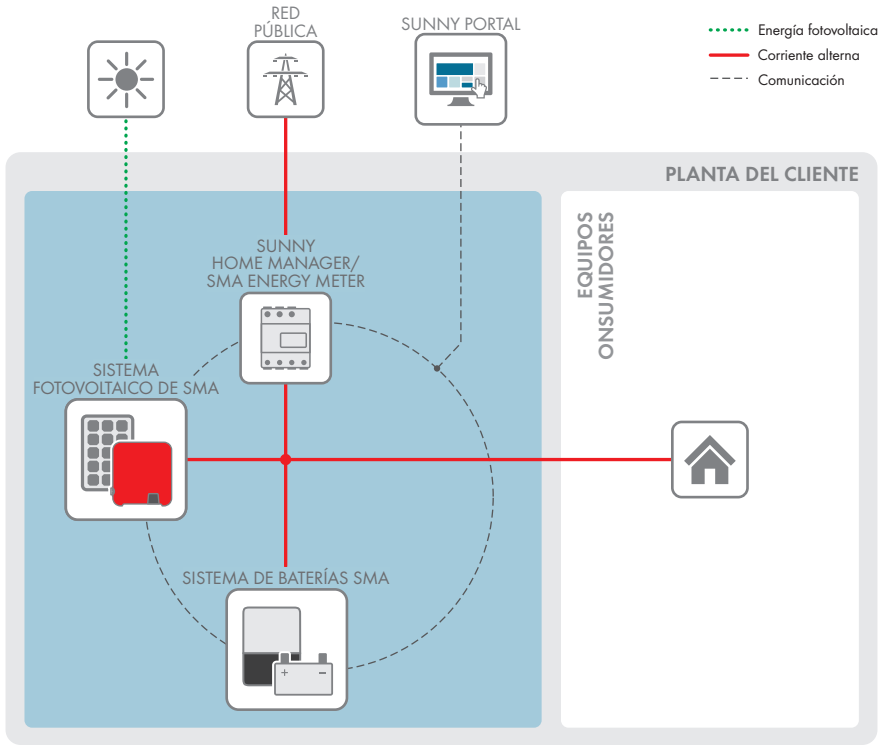 RED
PÚBLICA
SUNNY PORTAL
Energía fotovoltaica
Corriente alterna
Comunicación
PLANTA DEL CLIENTE
EQUIPOS
ONSUMIDORES
SUNNY
HOME MANAGER/
SMA ENERGY METER
SISTEMA
FOTOVOLTAICO DE SMA
SISTEMA DE BATERÍAS SMA
+ −